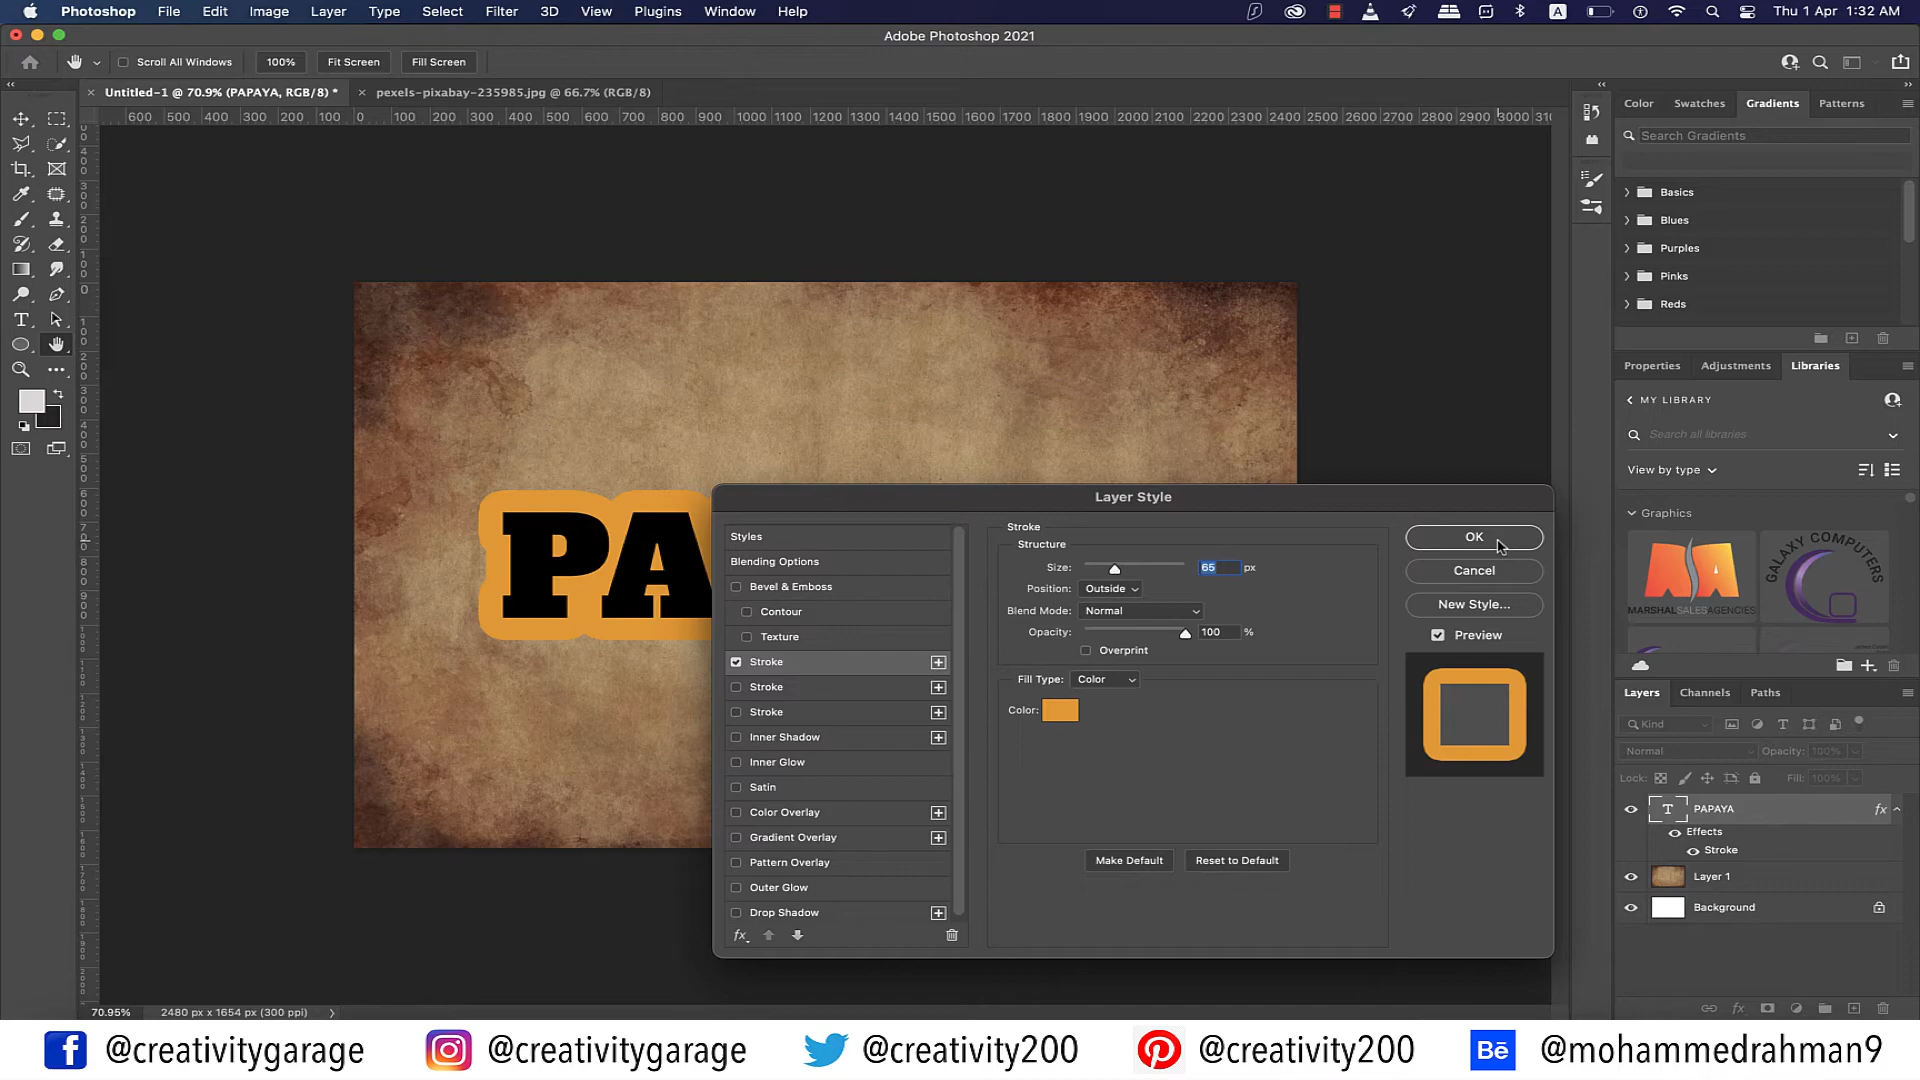 Photoshop File Edit Image Layer Type Select Filter 3D View Plugins Window Help A Thu 1 Apr 1:32 AM
Adobe Photoshop 2021
Scroll All Windows 100% Fit Screen Fill Screen
Untitled-1 @ 70.9% (PAPAYA, RGB/8) * pexels-pixabay-235985.jpg @ 66.7% (RGB/8)
600 500 400 300 200 100 0 100 200 300 400 500 600 700 800 900 1000 1100 1200 1300 1400 1500 1600 1700 1800 1900 2000 2100 2200 2300 2400 2500 2600 2700 2800 2900 3000
Color Swatches Gradients Patterns
Search Gradients
Basics
Blues
Purples
Pinks
Reds
Properties Adjustments Libraries
MY LIBRARY
Search all libraries
View by type
Graphics
MARSHALSALESAGENCIES
GALAXY COMPUTERS
PA
Layer Style
Styles
Blending Options
Bevel & Emboss
Contour
Texture
Stroke
Stroke
Stroke
Inner Shadow
Inner Glow
Satin
Color Overlay
Gradient Overlay
Pattern Overlay
Outer Glow
Drop Shadow
fx
Stroke
Structure
Size: 65 px
Position: Outside
Blend Mode: Normal
Opacity: 100 %
Overprint
Fill Type: Color
Color:
Make Default Reset to Default
OK
Cancel
New Style...
Preview
Layers Channels Paths
Kind
Normal Opacity: 100%
Lock: Fill: 100%
T PAPAYA fx
Effects
Stroke
Layer 1
Background
70.95% 2480 px x 1654 px (300 ppi)
@creativitygarage @creativitygarage @creativity200 @creativity200 Bē @mohammedrahman9